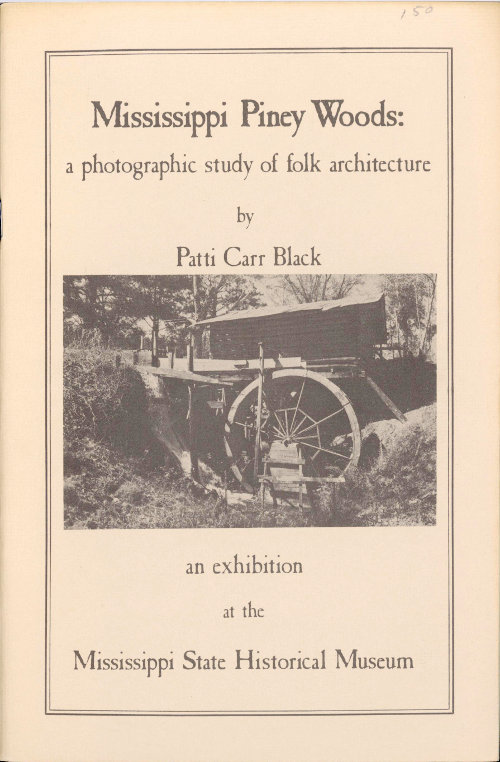 150
Mississippi Piney Woods:
a photographic study of folk architecture
by
Patti Carr Black
an exhibition
at the
Mississippi State Historical Museum